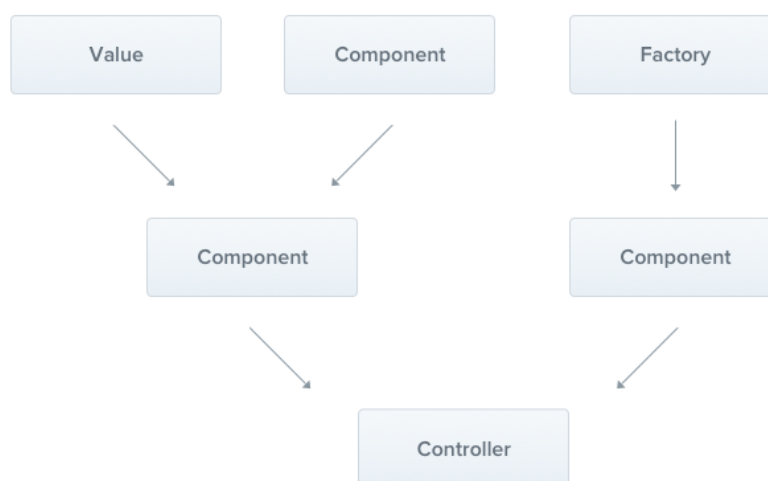 Value
Component
Factory
Component
Component
Controller